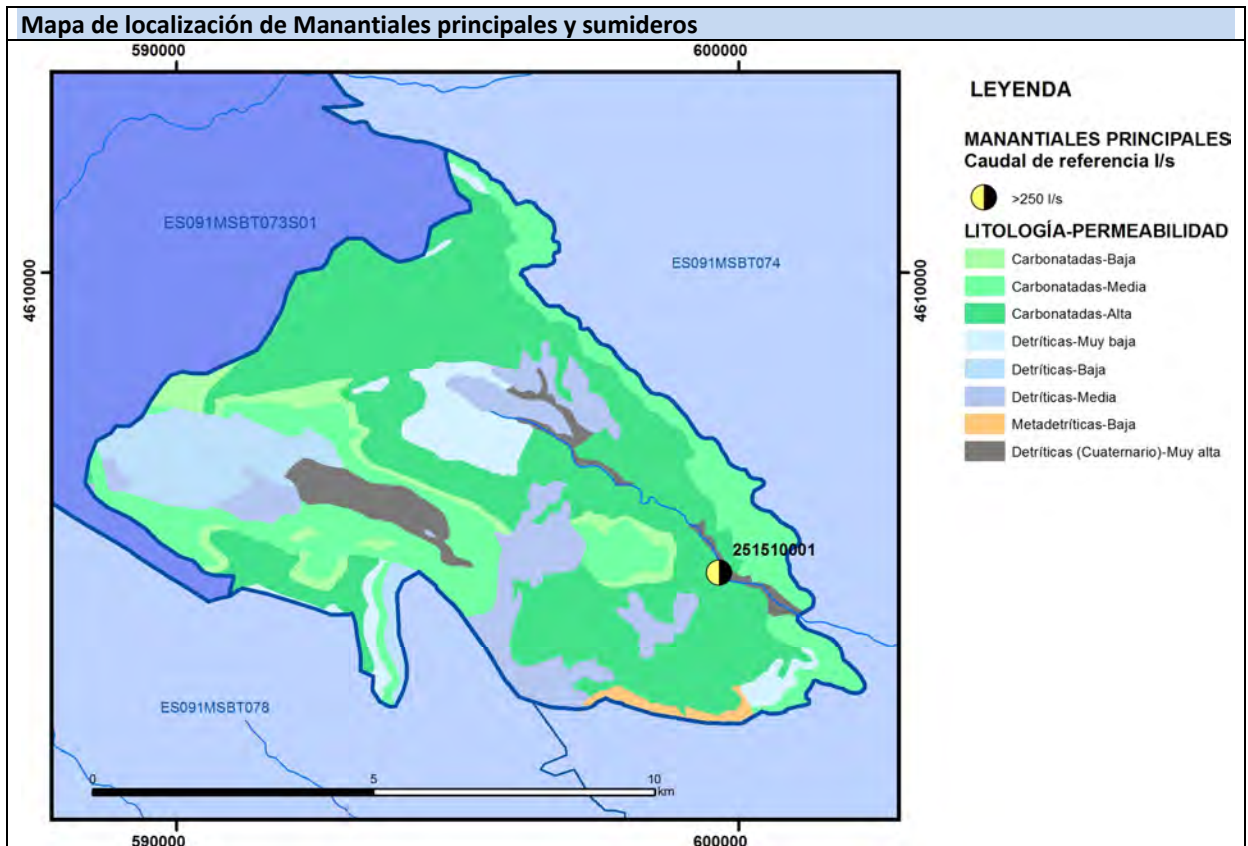 Mapa de localización de Manantiales principales y sumideros
590000
600000
4610000
4610000
ES091MSBT073S01
ES091MSBT074
251510001
ES091MSBT078
0
5
10
km
590000
600000
LEYENDA
MANANTIALES PRINCIPALES
Caudal de referencia l/s
>250 l/s
LITOLOGÍA-PERMEABILIDAD
Carbonatadas-Baja
Carbonatadas-Media
Carbonatadas-Alta
Detríticas-Muy baja
Detríticas-Baja
Detríticas-Media
Metadetríticas-Baja
Detríticas (Cuaternario)-Muy alta